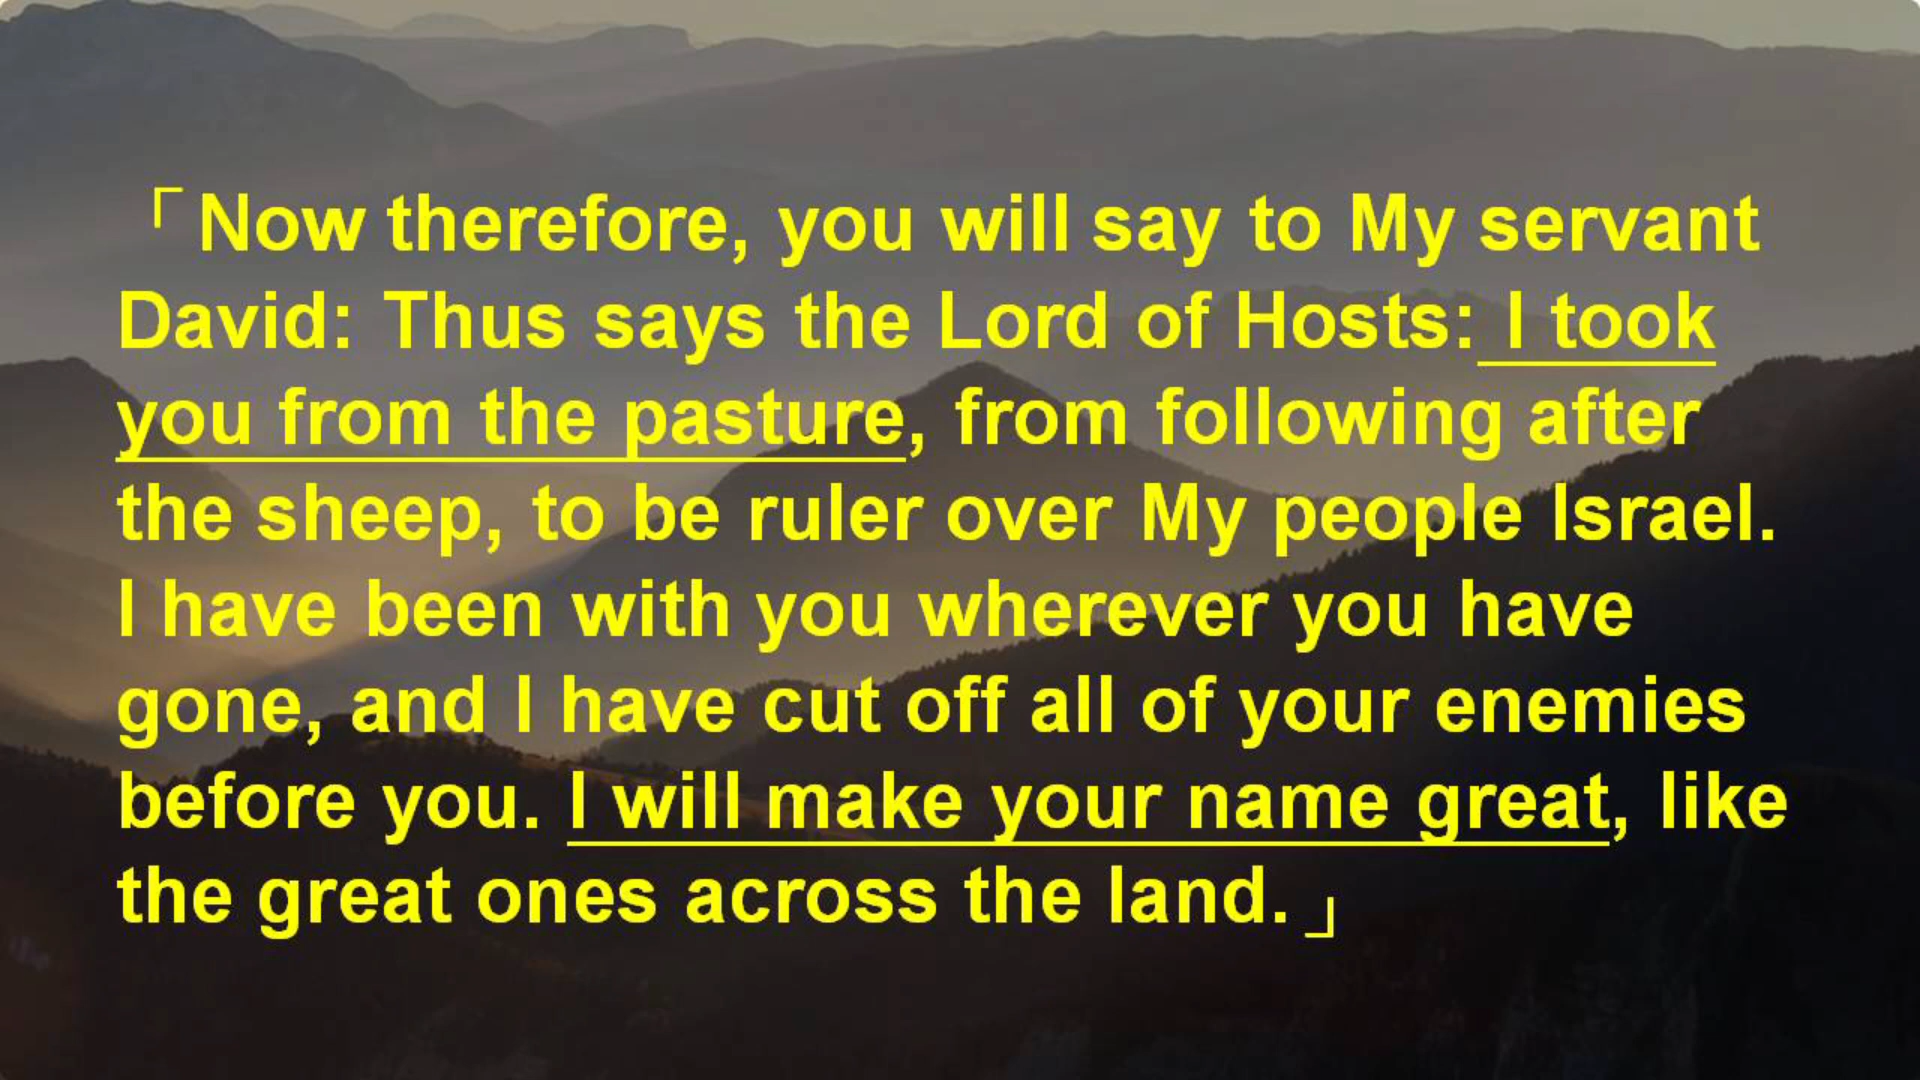 「Now therefore, you will say to My servant
David: Thus says the Lord of Hosts: I took
you from the pasture, from following after
the sheep, to be ruler over My people Israel.
I have been with you wherever you have
gone, and I have cut off all of your enemies
before you. I will make your name great, like
the great ones across the land.」